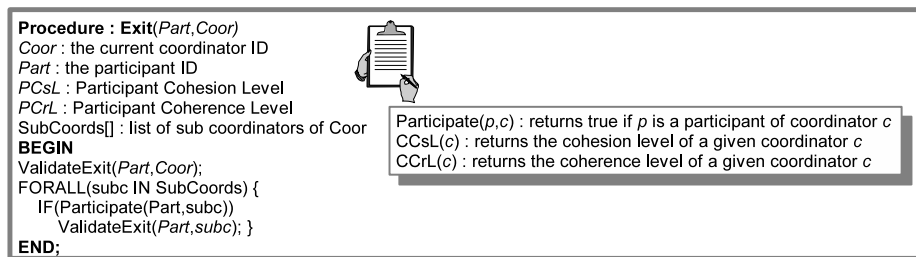 Procedure : Exit(Part,Coor)
Coor : the current coordinator ID
Part : the participant ID
PCsL : Participant Cohesion Level
PCrL : Participant Coherence Level
SubCoords[] : list of sub coordinators of Coor
BEGIN
ValidateExit(Part,Coor);
FORALL(subc IN SubCoords) {
IF(Participate(Part,subc))
ValidateExit(Part,subc); }
END;
Participate(p,c) : returns true if p is a participant of coordinator c
CCsL(c) : returns the cohesion level of a given coordinator c
CCrL(c) : returns the coherence level of a given coordinator c